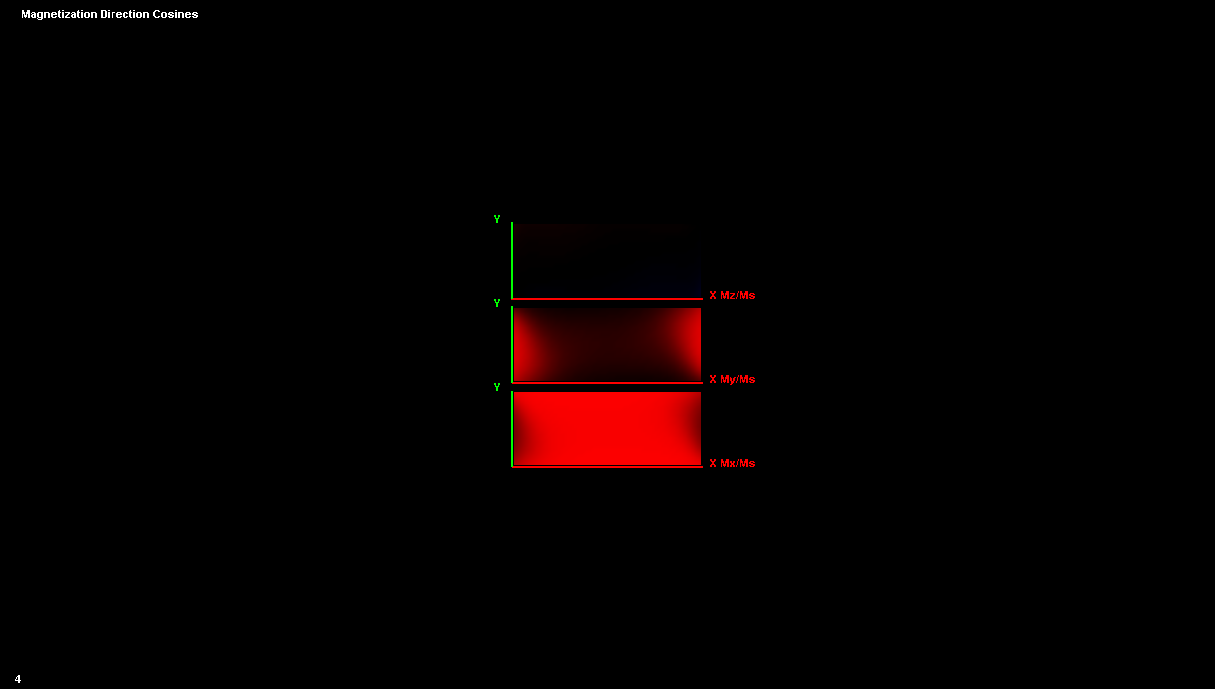 Magnetization Direction Cosines
Y
X Mz/Ms
Y
X My/Ms
Y
X Mx/Ms
4